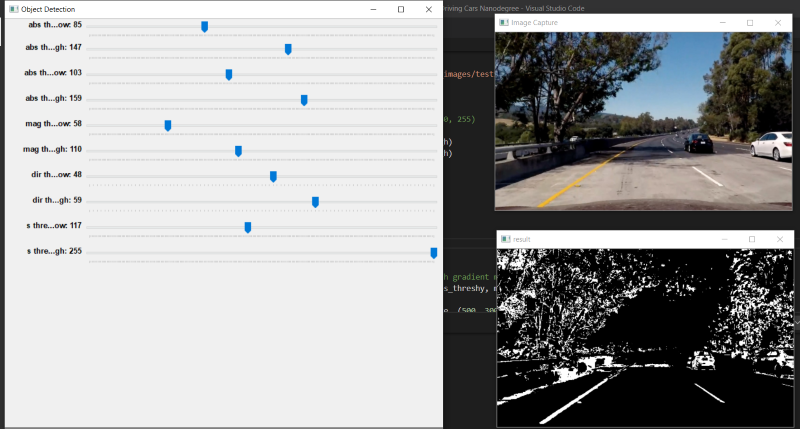 Object Detection
abs th...ow: 85
abs th...gh: 147
abs th...ow: 103
abs th...gh: 159
mag th...ow: 58
mag th...gh: 110
dir th...ow: 48
dir th...gh: 59
s thre...ow: 117
s thre...gh: 255
rriving Cars Nanodegree - Visual Studio Code
Image Capture
images/test
0, 255)
h)
h)
result
h gradient m
s_threshy, m
e, (500, 300